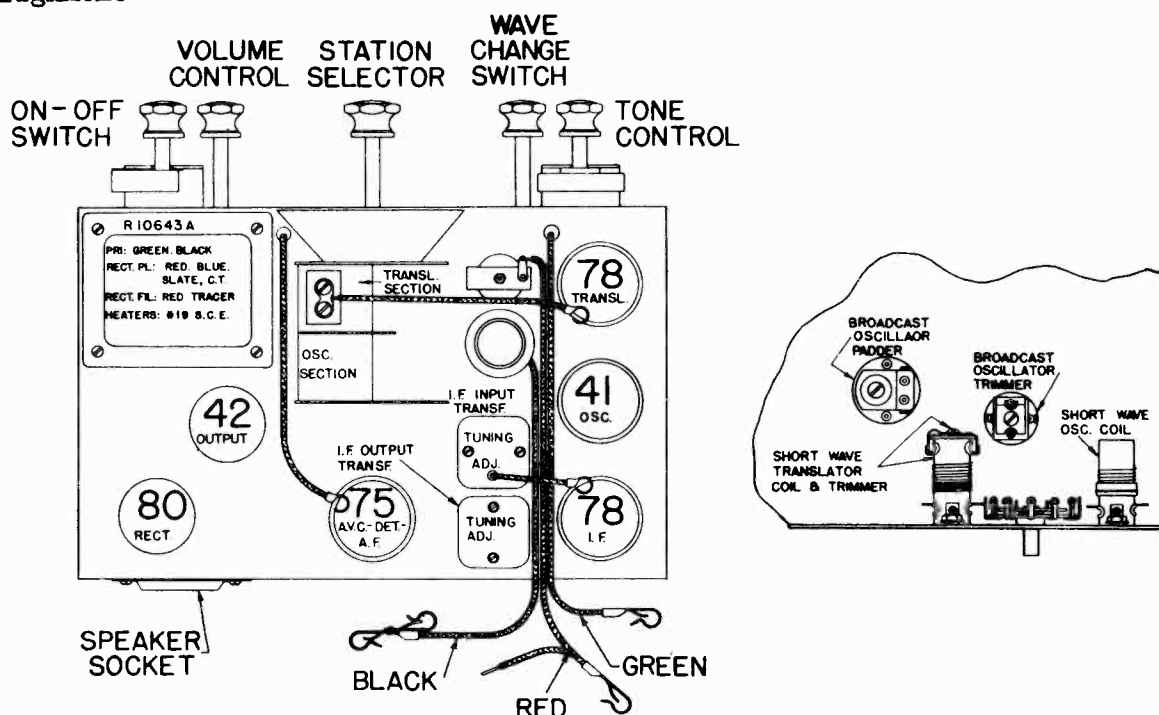 VOLUME CONTROL
STATION SELECTOR
WAVE CHANGE SWITCH
ON-OFF SWITCH
TONE CONTROL
R10643A
PRI: GREEN. BLACK
RECT. PL: RED. BLUE.
SLATE, C.T.
RECT. FIL: RED TRACER
HEATERS: #19 S.C.E.
TRANSL. SECTION
OSC. SECTION
78
TRANSL.
41
OSC.
42
OUTPUT
I.F. INPUT TRANSF.
TUNING ADJ.
I.F. OUTPUT TRANSF.
TUNING ADJ.
80
RECT.
75
A.V.C.-DET.-
A.F.
78
I.F.
SPEAKER SOCKET
BLACK
RED
GREEN
BROADCAST
OSCILLAOR
PADDER
BROADCAST
OSCILLATOR
TRIMMER
SHORT WAVE
OSC. COIL
SHORT WAVE
TRANSLATOR
COIL & TRIMMER